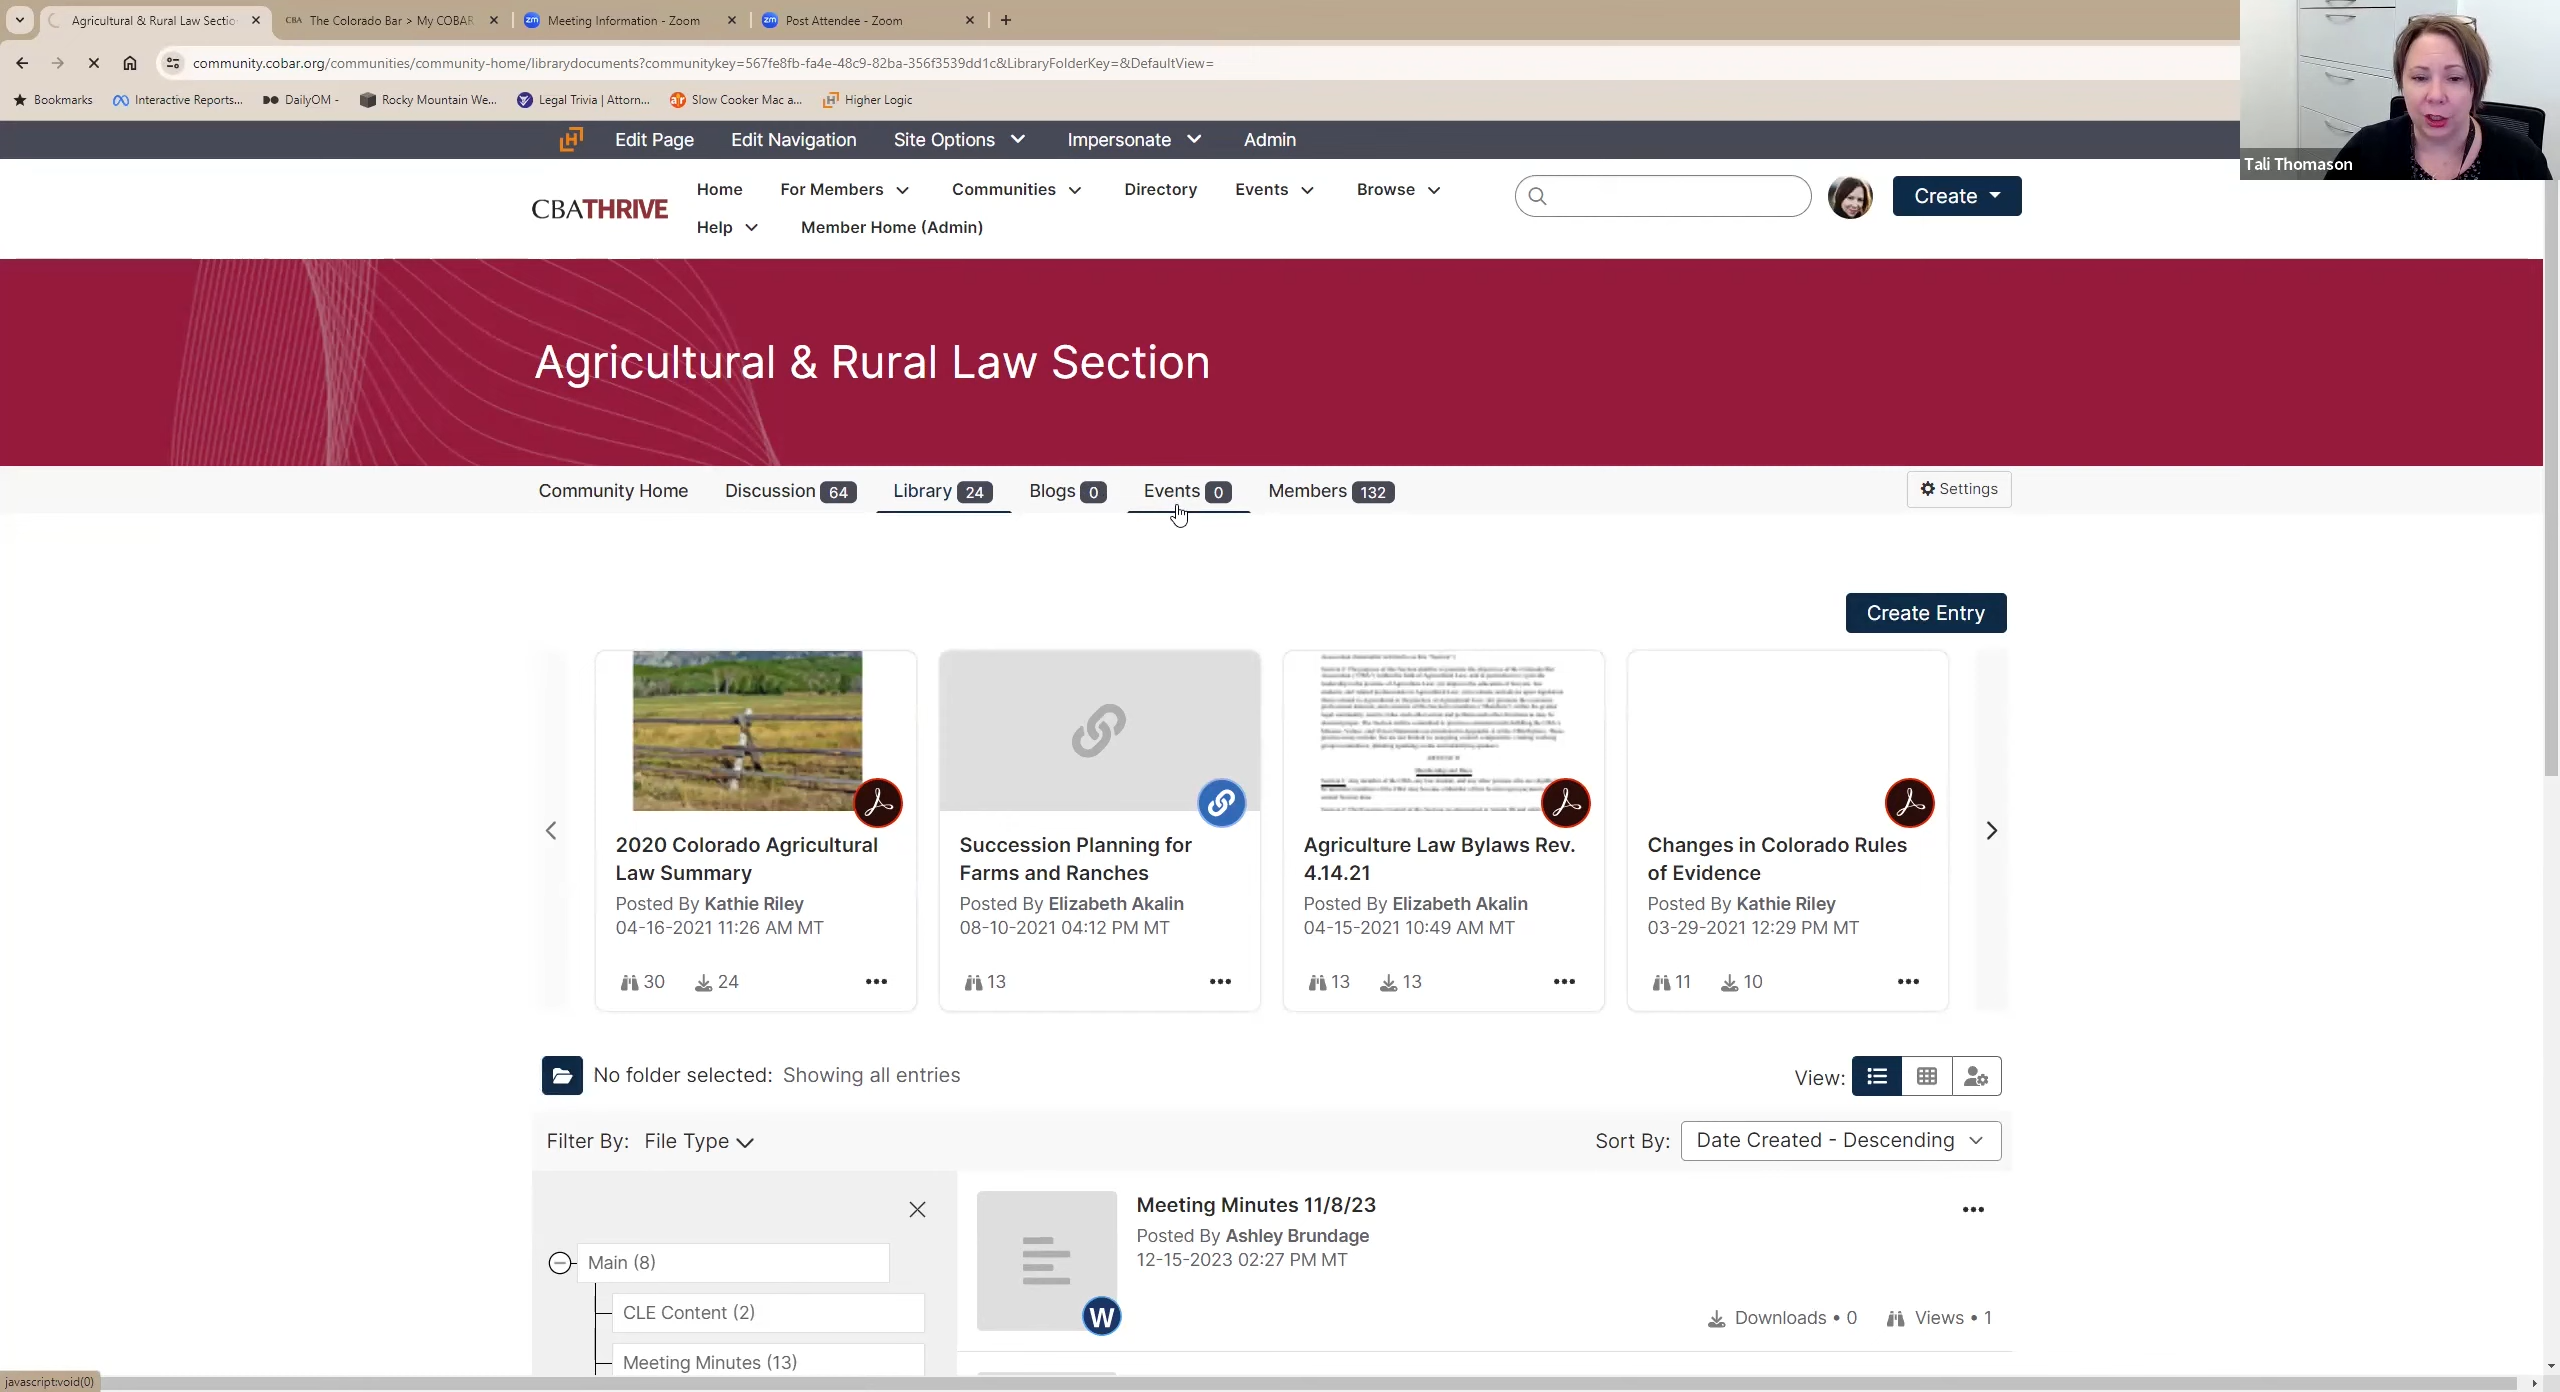 Agricultural & Rural Law Sectio
The Colorado Bar > My COBAR
Meeting Information - Zoom
Post Attendee - Zoom
community.cobar.org/communities/community-home/librarydocuments?communitykey=567fe8fb-fa4e-48c9-82ba-356f3539dd1c&LibraryFolderKey=&DefaultView=
Bookmarks
Interactive Reports...
DailyOM -
Rocky Mountain We...
Legal Trivia | Attorn...
Slow Cooker Mac a...
Higher Logic
Edit Page
Edit Navigation
Site Options
Impersonate
Admin
Tali Thomason
CBATHRIVE
Home
For Members
Communities
Directory
Events
Browse
Help
Member Home (Admin)
Create
Agricultural & Rural Law Section
Community Home
Discussion 64
Library 24
Blogs 0
Events 0
Members 132
Settings
Create Entry
2020 Colorado Agricultural
Law Summary
Posted By Kathie Riley
04-16-2021 11:26 AM MT
30
24
Succession Planning for
Farms and Ranches
Posted By Elizabeth Akalin
08-10-2021 04:12 PM MT
13
Agriculture Law Bylaws Rev.
4.14.21
Posted By Elizabeth Akalin
04-15-2021 10:49 AM MT
13
13
Changes in Colorado Rules
of Evidence
Posted By Kathie Riley
03-29-2021 12:29 PM MT
11
10
No folder selected: Showing all entries
View:
Filter By: File Type
Sort By: Date Created - Descending
Main (8)
CLE Content (2)
Meeting Minutes (13)
Meeting Minutes 11/8/23
Posted By Ashley Brundage
12-15-2023 02:27 PM MT
W
Downloads • 0
Views • 1
javascript:void(0)